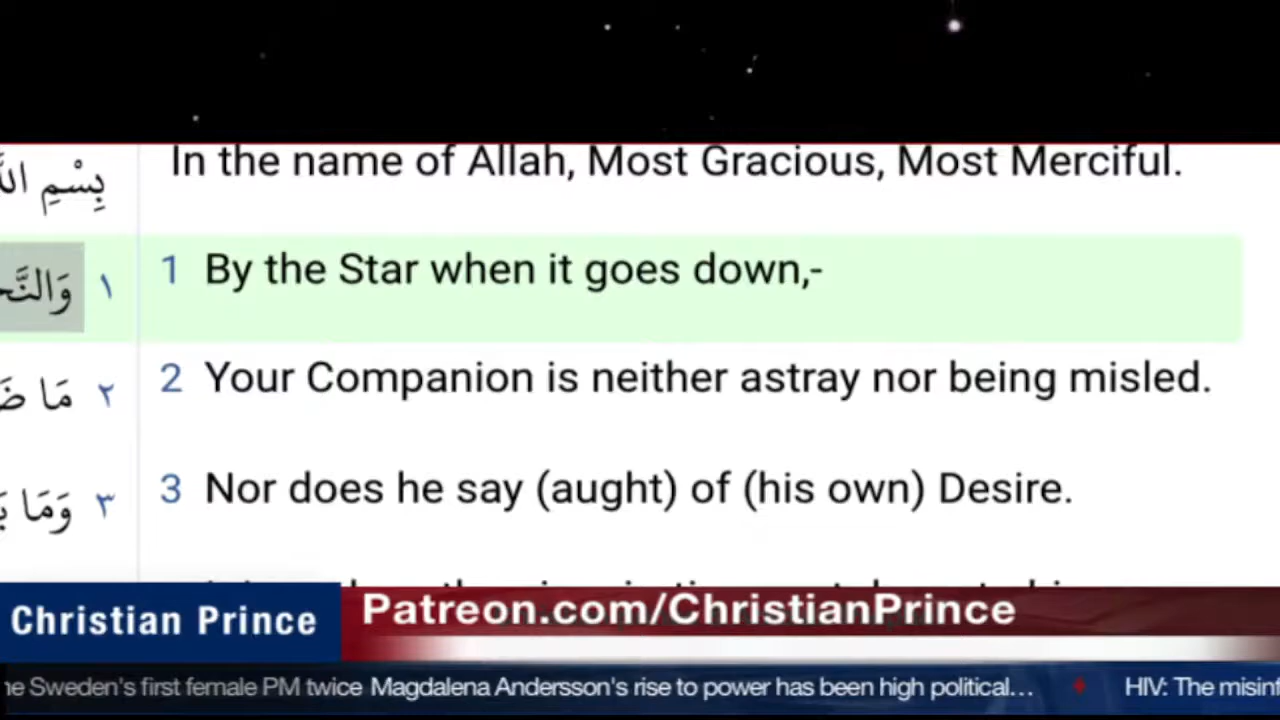 In the name of Allah, Most Gracious, Most Merciful.
بِسْمِ
1 By the Star when it goes down,-
١
2 Your Companion is neither astray nor being misled.
٢ مَا
3 Nor does he say (aught) of (his own) Desire.
٣ وَمَا
Christian Prince
Patreon.com/ChristianPrince
Sweden's first female PM twice Magdalena Andersson's rise to power has been high political... HIV: The